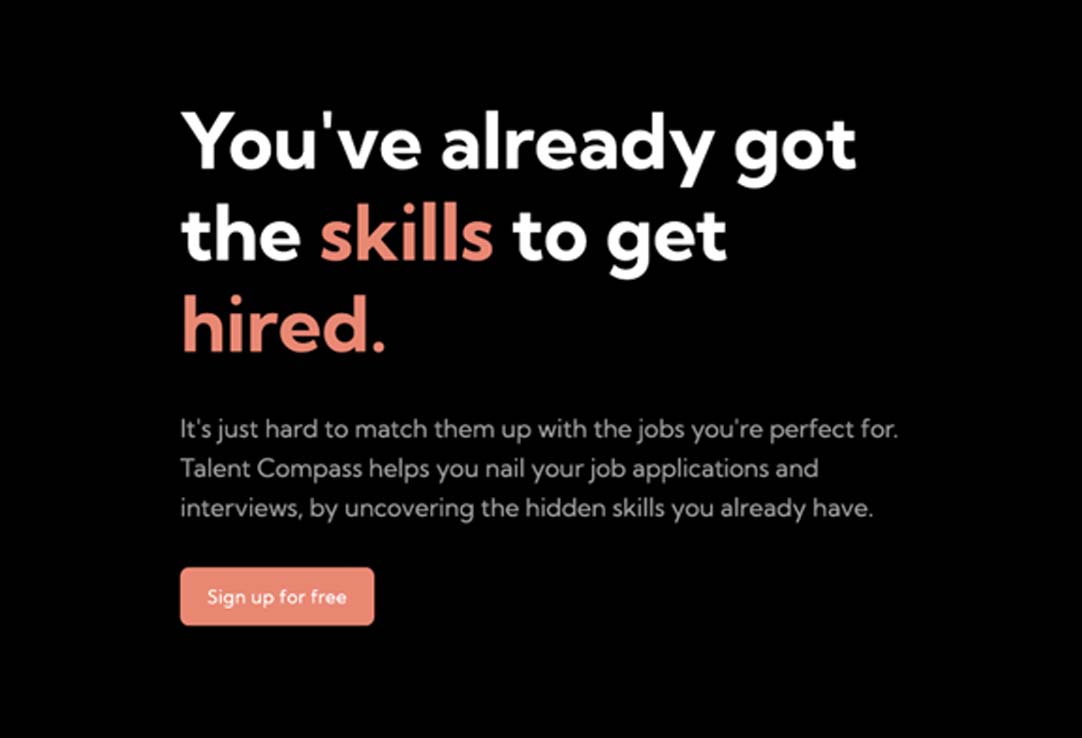 You've already got
the skills to get
hired.
It's just hard to match them up with the jobs you're perfect for.
Talent Compass helps you nail your job applications and
interviews, by uncovering the hidden skills you already have.
Sign up for free